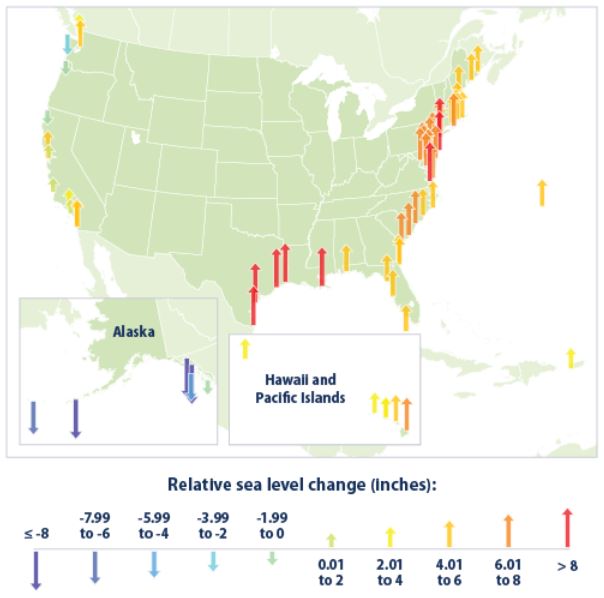 Alaska
Hawaii and
Pacific Islands
Relative sea level change (inches):
≤ -8
-7.99
to -6
-5.99
to -4
-3.99
to -2
-1.99
to 0
0.01
to 2
2.01
to 4
4.01
to 6
6.01
to 8
> 8